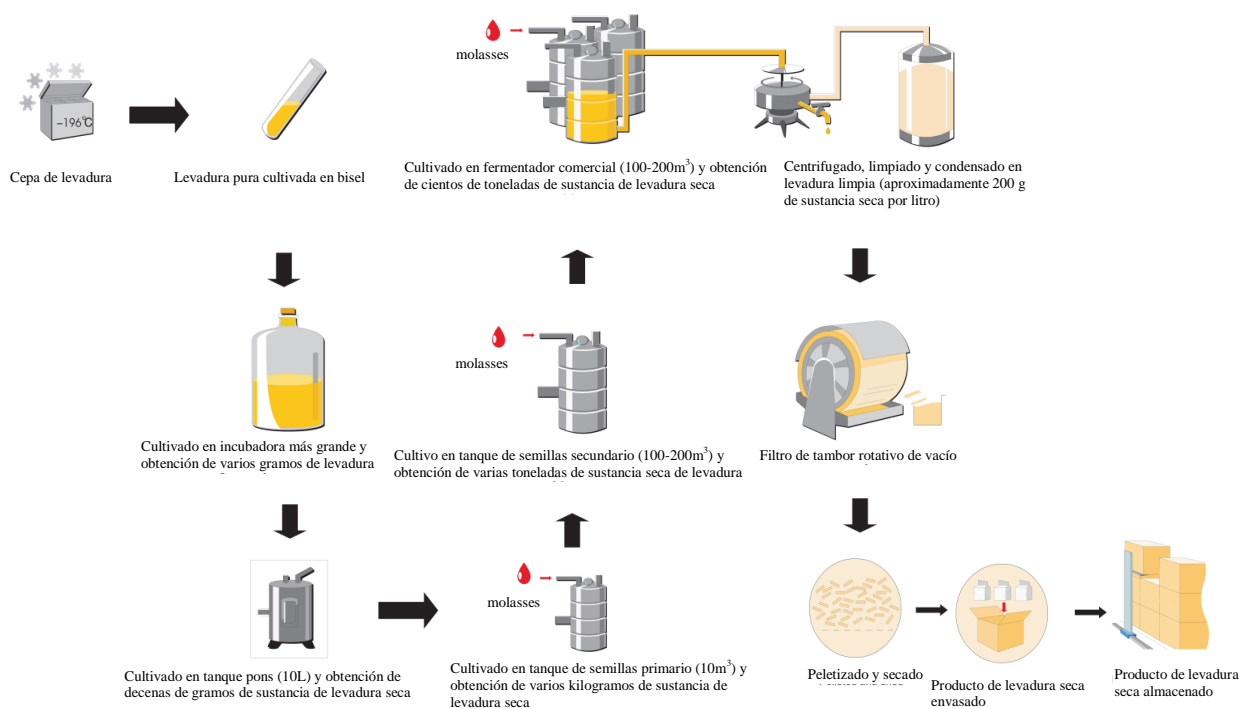 −196℃
Cepa de levadura
Levadura pura cultivada en bisel
Cultivado en incubadora más grande y
obtención de varios gramos de levadura
Cultivado en tanque pons (10L) y obtención de
decenas de gramos de sustancia de levadura seca
molasses
Cultivado en tanque de semillas primario (10m³) y
obtención de varios kilogramos de sustancia de
levadura seca
molasses
Cultivo en tanque de semillas secundario (100-200m³) y
obtención de varias toneladas de sustancia seca de levadura
molasses
Cultivado en fermentador comercial (100-200m³) y obtención
de cientos de toneladas de sustancia de levadura seca
Centrifugado, limpiado y condensado en
levadura limpia (aproximadamente 200 g
de sustancia seca por litro)
Filtro de tambor rotativo de vacío
Peletizado y secado
Producto de levadura seca
envasado
Producto de levadura
seca almacenado